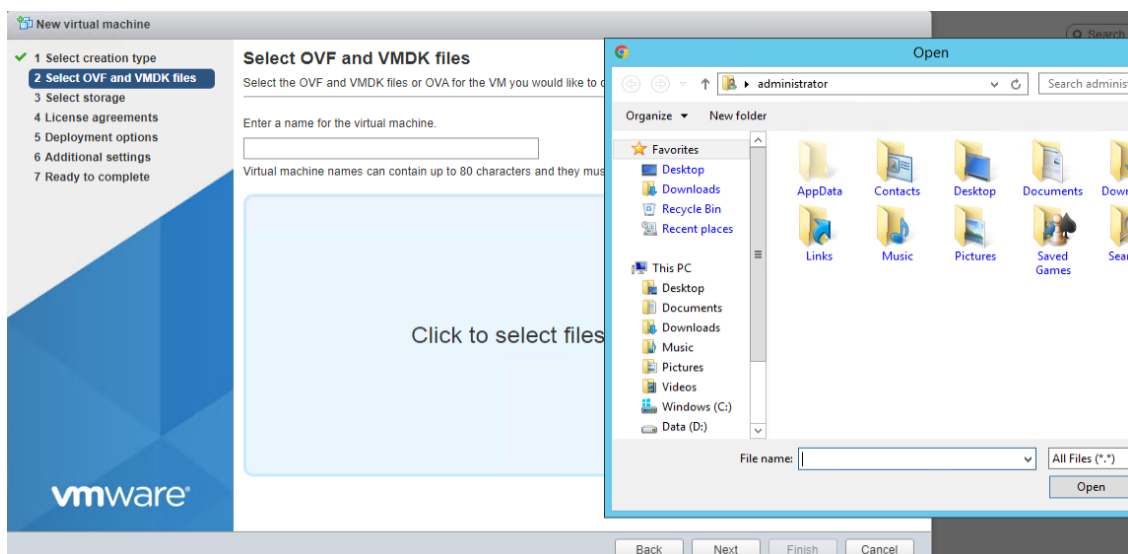 New virtual machine
1 Select creation type
2 Select OVF and VMDK files
3 Select storage
4 License agreements
5 Deployment options
6 Additional settings
7 Ready to complete
vmware®
Select OVF and VMDK files
Select the OVF and VMDK files or OVA for the VM you would like to
Enter a name for the virtual machine.
Virtual machine names can contain up to 80 characters and they
Click to select files
Back
Next
Finish
Cancel
Search
Open
administrator
Search
Organize
New folder
Favorites
Desktop
Downloads
Recycle Bin
Recent places
This PC
Desktop
Documents
Downloads
Music
Pictures
Videos
Windows (C:)
Data (D:)
AppData
Contacts
Desktop
Documents
Links
Music
Pictures
Saved
Games
File name:
All Files (*.*)
Open